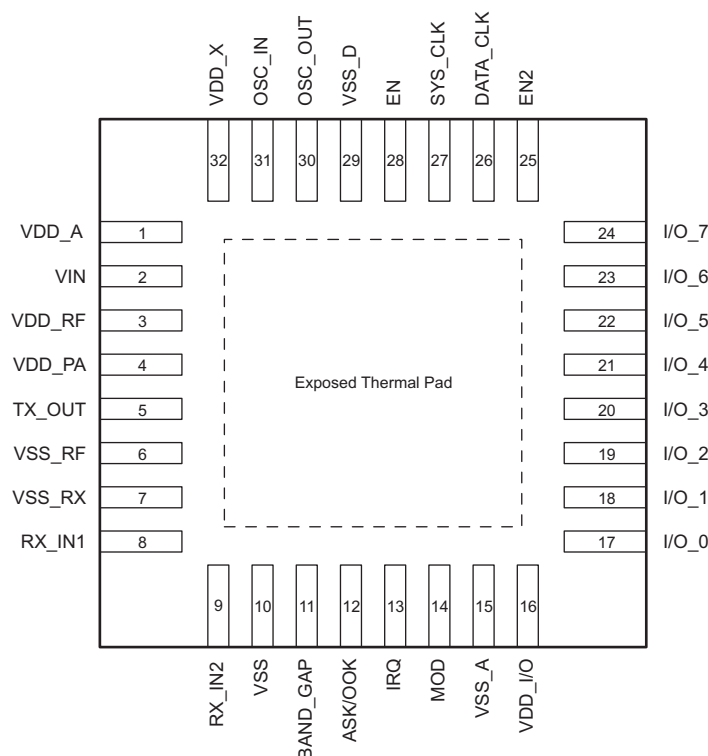 VDD_X
OSC_IN
OSC_OUT
VSS_D
EN
SYS_CLK
DATA_CLK
EN2
32
31
30
29
28
27
26
25
VDD_A 1
VIN 2
VDD_RF 3
VDD_PA 4
TX_OUT 5
VSS_RF 6
VSS_RX 7
RX_IN1 8
Exposed Thermal Pad
24 I/O_7
23 I/O_6
22 I/O_5
21 I/O_4
20 I/O_3
19 I/O_2
18 I/O_1
17 I/O_0
9
10
11
12
13
14
15
16
RX_IN2
VSS
BAND_GAP
ASK/OOK
IRQ
MOD
VSS_A
VDD_I/O